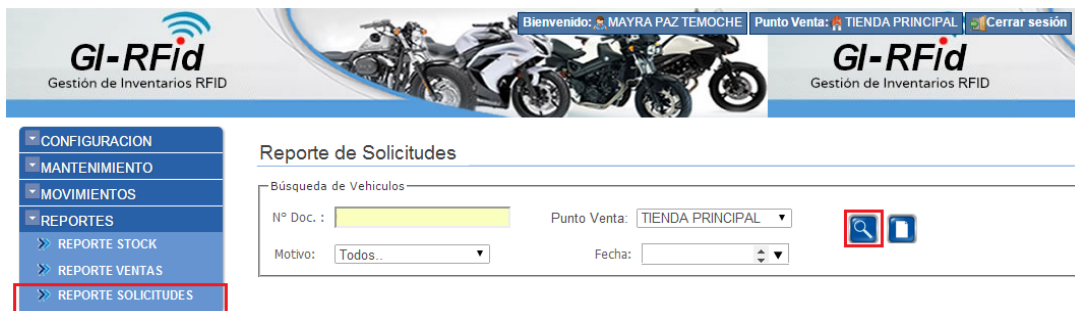 Bienvenido: MAYRA PAZ TEMOCHE Punto Venta: TIENDA PRINCIPAL Cerrar sesión
GI-RFid
Gestión de Inventarios RFID
GI-RFid
Gestión de Inventarios RFID
CONFIGURACION
MANTENIMIENTO
MOVIMIENTOS
REPORTES
REPORTE STOCK
REPORTE VENTAS
REPORTE SOLICITUDES
Reporte de Solicitudes
Búsqueda de Vehiculos
N° Doc. : Punto Venta: TIENDA PRINCIPAL
Motivo: Todos.. Fecha: